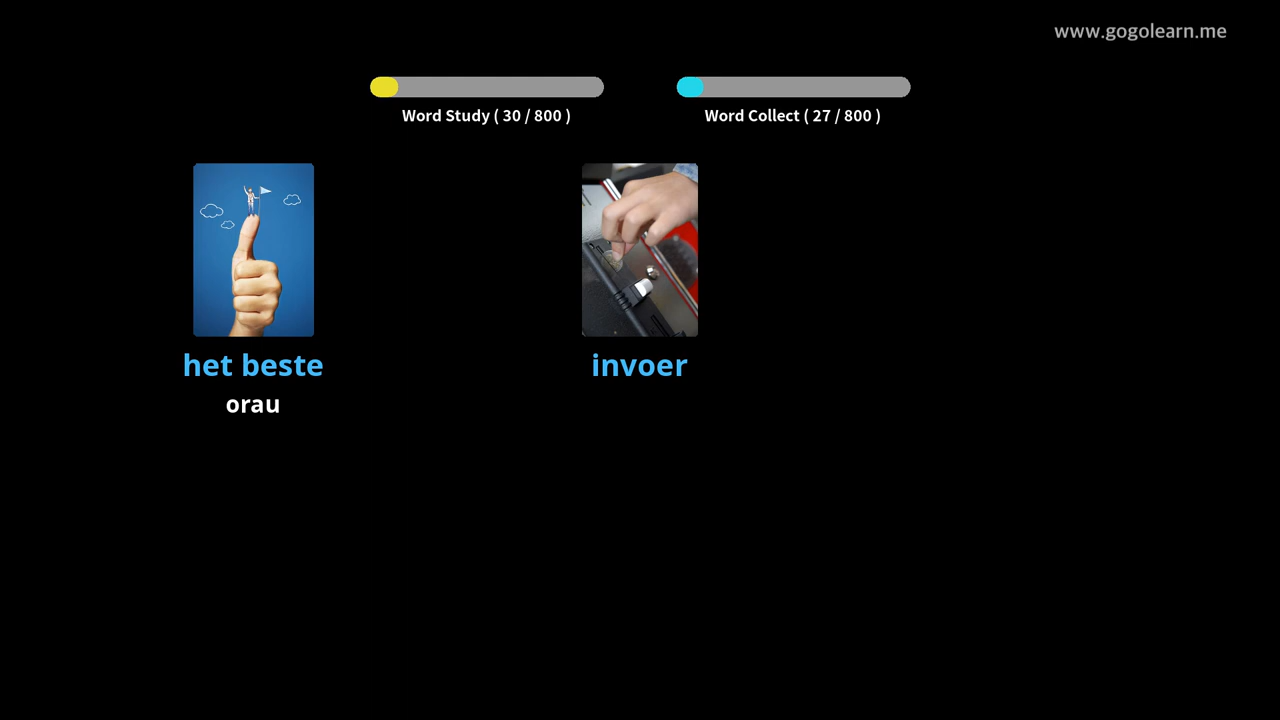 www.gogolearn.me
Word Study ( 30 / 800 )
Word Collect ( 27 / 800 )
het beste
invoer
orau